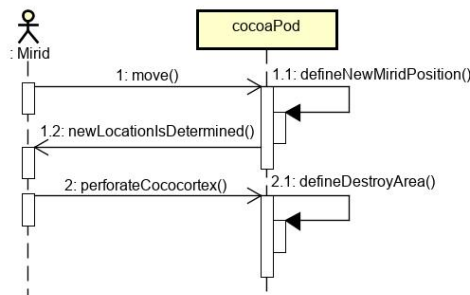 cocoaPod
: Mirid
1: move()
1.1: defineNewMiridPosition()
1.2: newLocationIsDetermined()
2: perforateCococortex()
2.1: defineDestroyArea()